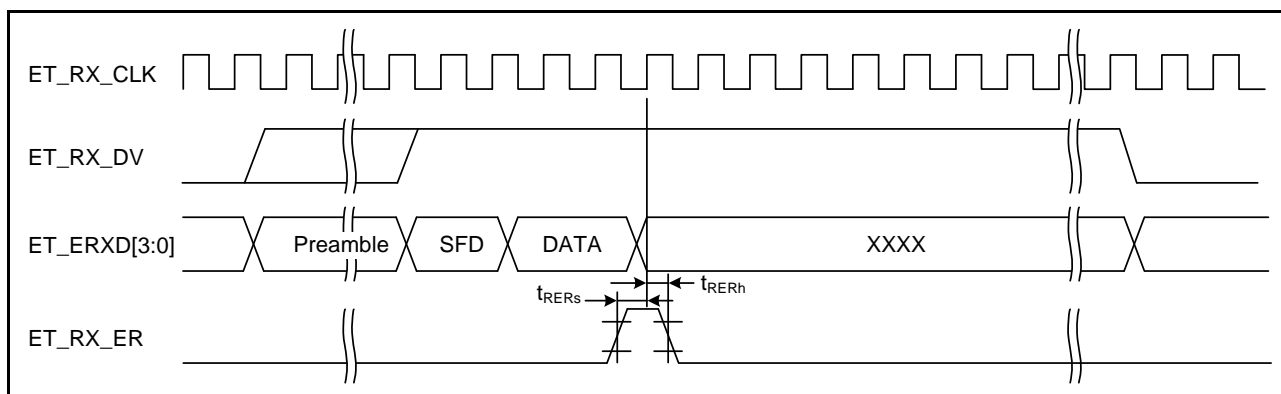 ET_RX_CLK
ET_RX_DV
ET_ERXD[3:0]
Preamble
SFD
DATA
XXXX
tRERs
tRERh
ET_RX_ER